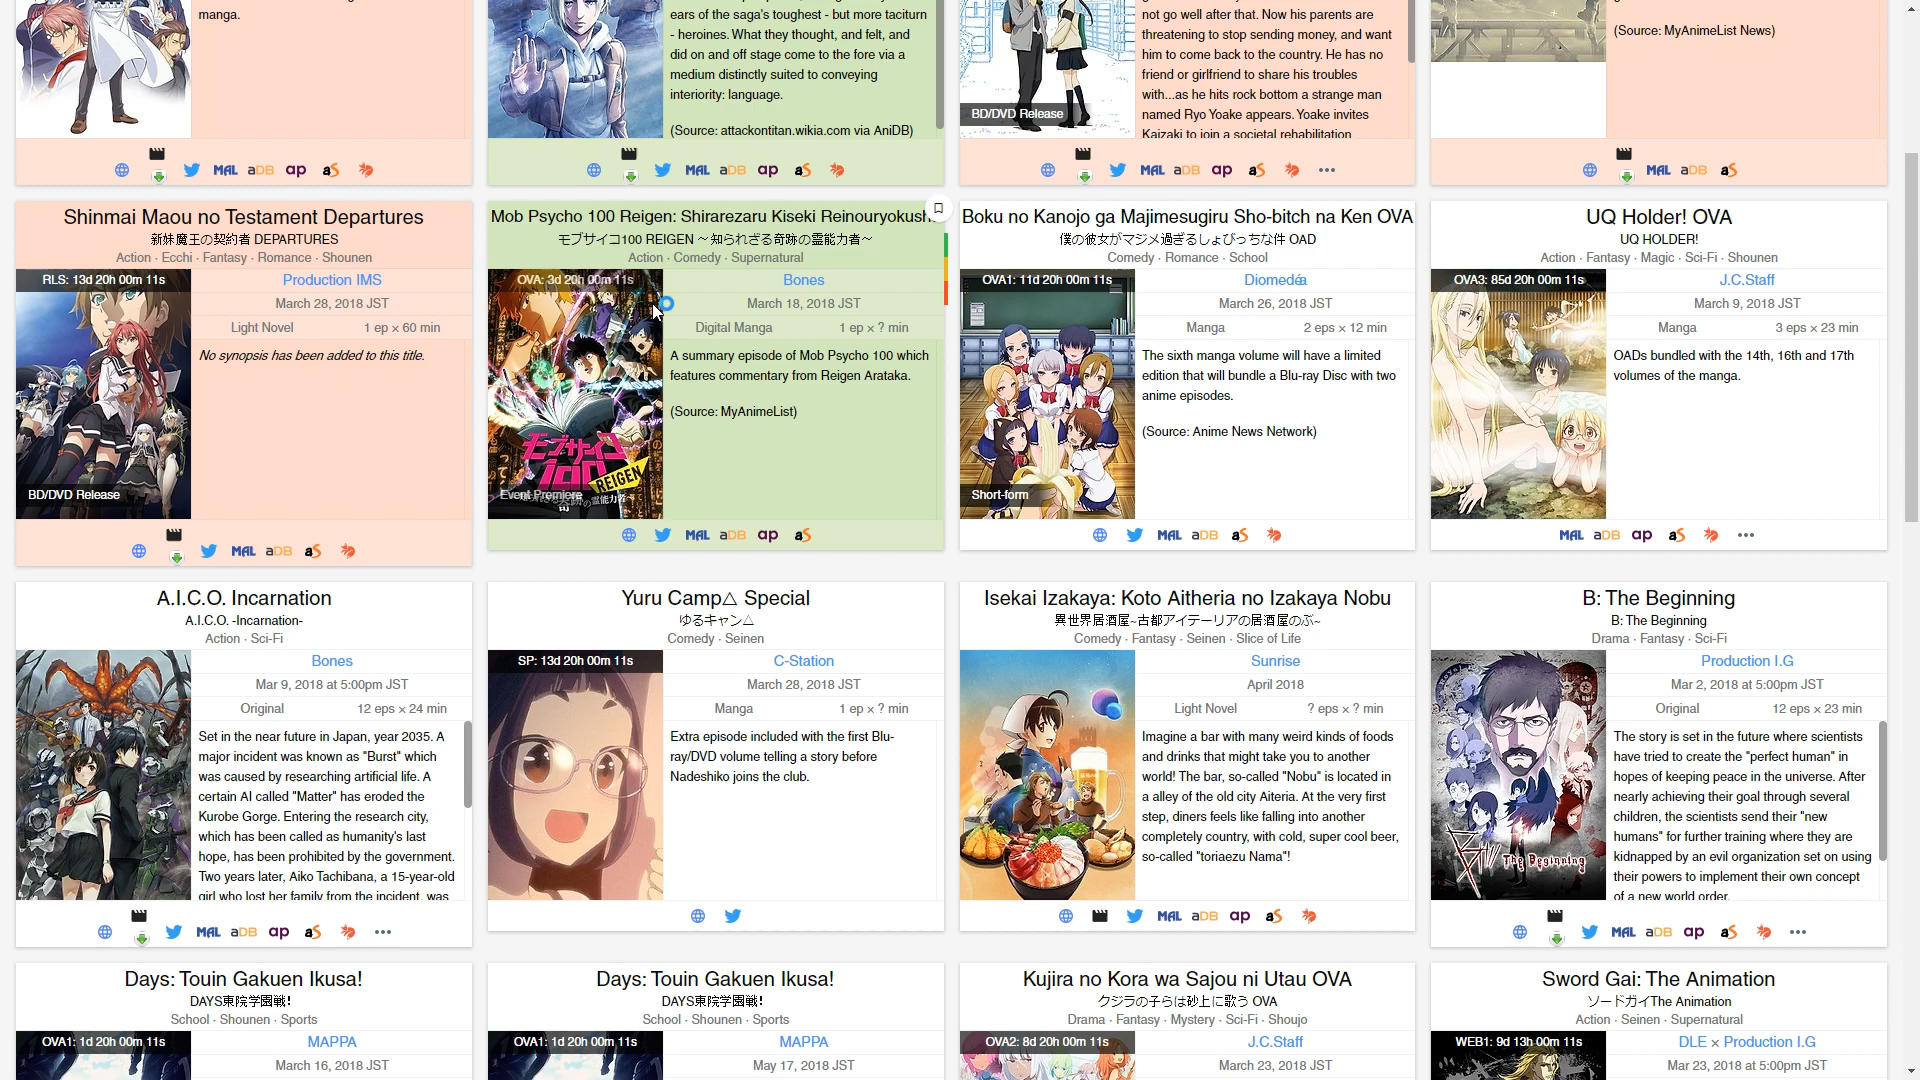 manga.
ears of the saga's toughest - but more taciturn
- heroines. What they thought, and felt, and
did on and off stage come to the fore via a
medium distinctly suited to conveying
interiority: language.
(Source: attackontitan.wikia.com via AniDB)
not go well after that. Now his parents are
threatening to stop sending money, and want
him to come back to the country. He has no
friend or girlfriend to share his troubles
with...as he hits rock bottom a strange man
named Ryo Yoake appears. Yoake invites
Kaizaki to join a societal rehabilitation
BD/DVD Release
(Source: MyAnimeList News)
MAL aDB ap aS
MAL aDB ap aS
MAL aDB ap aS
MAL aDB aS
Shinmai Maou no Testament Departures
新妹魔王の契約者 DEPARTURES
Action · Ecchi · Fantasy · Romance · Shounen
RLS: 13d 20h 00m 11s
Production IMS
March 28, 2018 JST
Light Novel
1 ep × 60 min
No synopsis has been added to this title.
BD/DVD Release
MAL aDB aS
Mob Psycho 100 Reigen: Shirarezaru Kiseki Reinouryokush
モブサイコ100 REIGEN ～知られざる奇跡の霊能力者～
Action · Comedy · Supernatural
OVA: 3d 20h 00m 11s
Bones
March 18, 2018 JST
Digital Manga
1 ep × ? min
A summary episode of Mob Psycho 100 which
features commentary from Reigen Arataka.
(Source: MyAnimeList)
モブサイコ
100
REIGEN
Event Premiere
MAL aDB ap aS
Boku no Kanojo ga Majimesugiru Sho-bitch na Ken OVA
僕の彼女がマジメ過ぎるしょびっちな件 OAD
Comedy · Romance · School
OVA1: 11d 20h 00m 11s
Diomedéa
March 26, 2018 JST
Manga
2 eps × 12 min
The sixth manga volume will have a limited
edition that will bundle a Blu-ray Disc with two
anime episodes.
(Source: Anime News Network)
Short-form
MAL aDB aS
UQ Holder! OVA
UQ HOLDER!
Action · Fantasy · Magic · Sci-Fi · Shounen
OVA3: 85d 20h 00m 11s
J.C.Staff
March 9, 2018 JST
Manga
3 eps × 23 min
OADs bundled with the 14th, 16th and 17th
volumes of the manga.
MAL aDB ap aS
A.I.C.O. Incarnation
A.I.C.O. -Incarnation-
Action · Sci-Fi
Bones
Mar 9, 2018 at 5:00pm JST
Original
12 eps × 24 min
Set in the near future in Japan, year 2035. A
major incident was known as "Burst" which
was caused by researching artificial life. A
certain AI called "Matter" has eroded the
Kurobe Gorge. Entering the research city,
which has been called as humanity's last
hope, has been prohibited by the government.
Two years later, Aiko Tachibana, a 15-year-old
girl who lost her family from the incident, was
MAL aDB ap aS
Yuru Camp△ Special
ゆるキャン△
Comedy · Seinen
SP: 13d 20h 00m 11s
C-Station
March 28, 2018 JST
Manga
1 ep × ? min
Extra episode included with the first Blu-
ray/DVD volume telling a story before
Nadeshiko joins the club.
Isekai Izakaya: Koto Aitheria no Izakaya Nobu
異世界居酒屋~古都アイテーリアの居酒屋のぶ~
Comedy · Fantasy · Seinen · Slice of Life
Sunrise
April 2018
Light Novel
? eps × ? min
Imagine a bar with many weird kinds of foods
and drinks that might take you to another
world! The bar, so-called "Nobu" is located in
a alley of the old city Aiteria. At the very first
step, diners feels like falling into another
completely country, with cold, super cool beer,
so-called "toriaezu Nama"!
MAL aDB ap aS
B: The Beginning
B: The Beginning
Drama · Fantasy · Sci-Fi
Production I.G
Mar 2, 2018 at 5:00pm JST
Original
12 eps × 23 min
The story is set in the future where scientists
have tried to create the "perfect human" in
hopes of keeping peace in the universe. After
nearly achieving their goal through several
children, the scientists send their "new
humans" for further training where they are
kidnapped by an evil organization set on using
their powers to implement their own concept
of a new world order.
The Beginning
MAL aDB ap aS
Days: Touin Gakuen Ikusa!
DAYS東院学園戦!
School · Shounen · Sports
OVA1: 1d 20h 00m 11s
MAPPA
March 16, 2018 JST
Days: Touin Gakuen Ikusa!
DAYS東院学園戦!
School · Shounen · Sports
OVA1: 1d 20h 00m 11s
MAPPA
May 17, 2018 JST
Kujira no Kora wa Sajou ni Utau OVA
クジラの子らは砂上に歌う OVA
Drama · Fantasy · Mystery · Sci-Fi · Shoujo
OVA2: 8d 20h 00m 11s
J.C.Staff
March 23, 2018 JST
Sword Gai: The Animation
ソードガイThe Animation
Action · Seinen · Supernatural
WEB1: 9d 13h 00m 11s
DLE × Production I.G
Mar 23, 2018 at 5:00pm JST